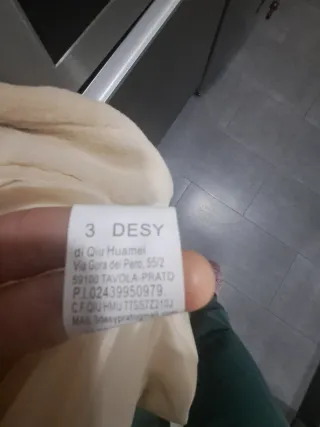 3 DESY
di Qiu Huamei
Via Gora del Pero, 55/2
59100 TAVOLA-PRATO
P.I.02439950979